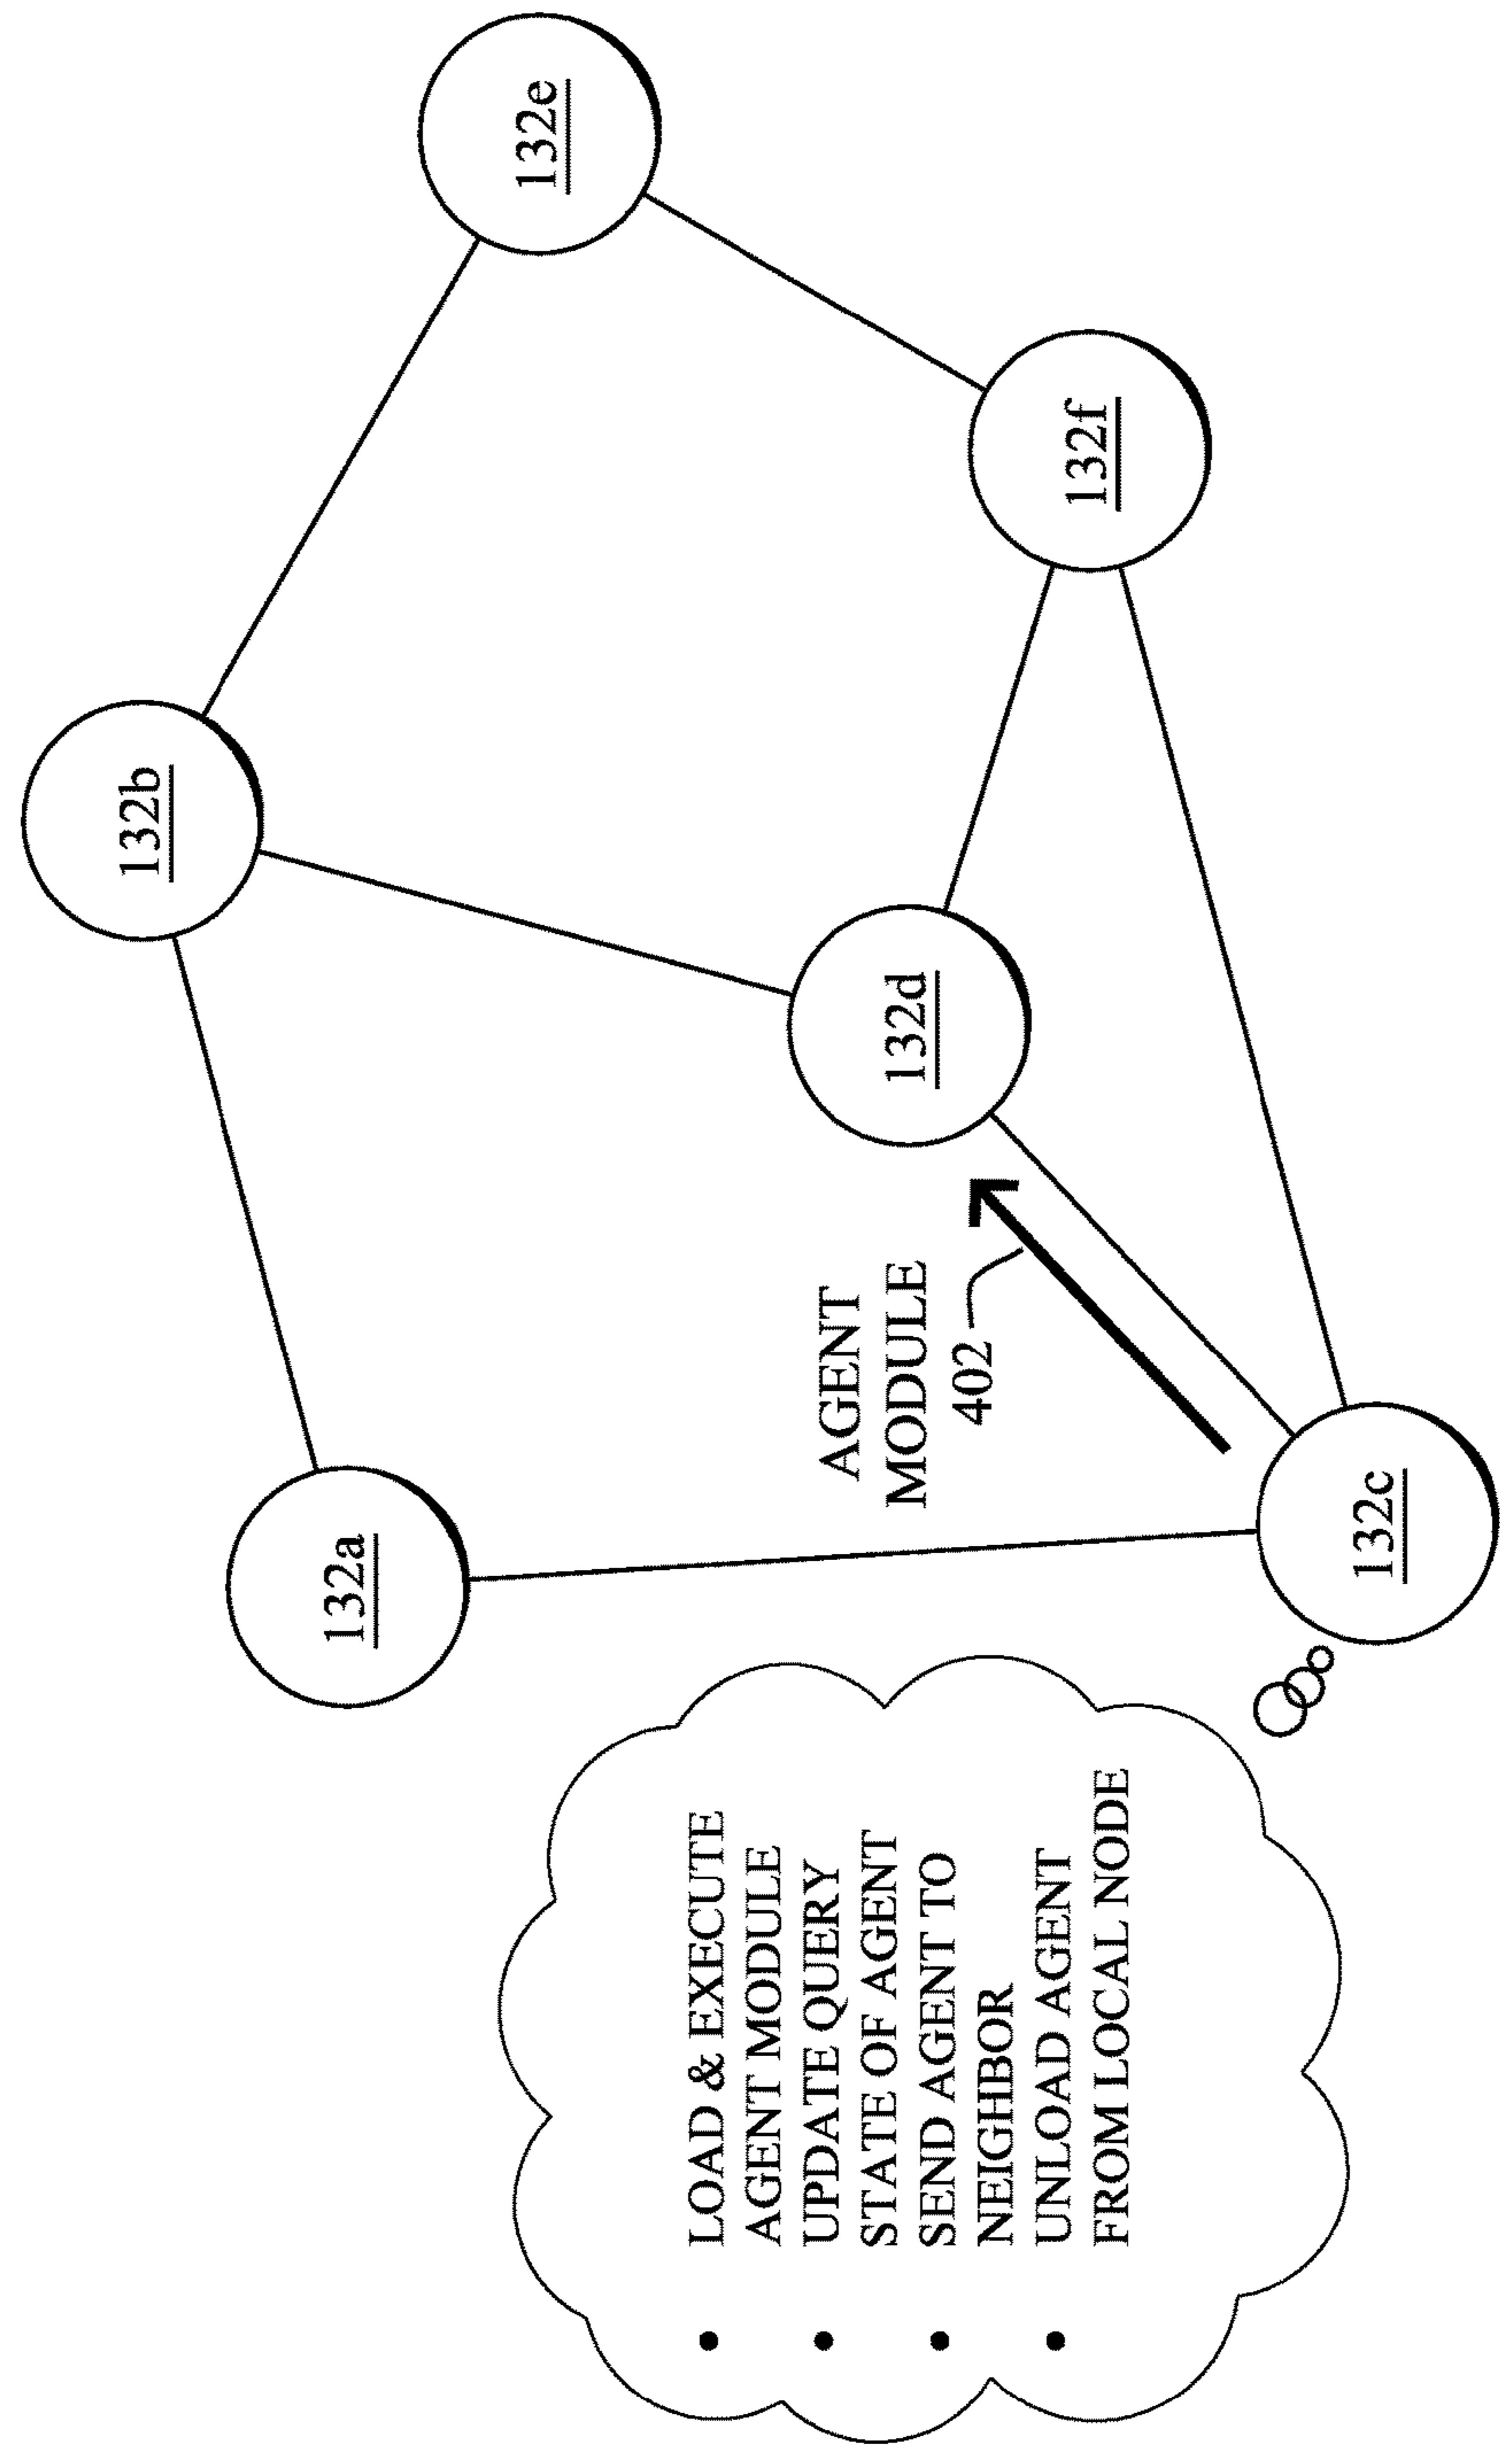 132a
132b
132e
AGENT
MODULE
402
132d
132f
132c
• LOAD & EXECUTE
AGENT MODULE
• UPDATE QUERY
STATE OF AGENT
• SEND AGENT TO
NEIGHBOR
• UNLOAD AGENT
FROM LOCAL NODE